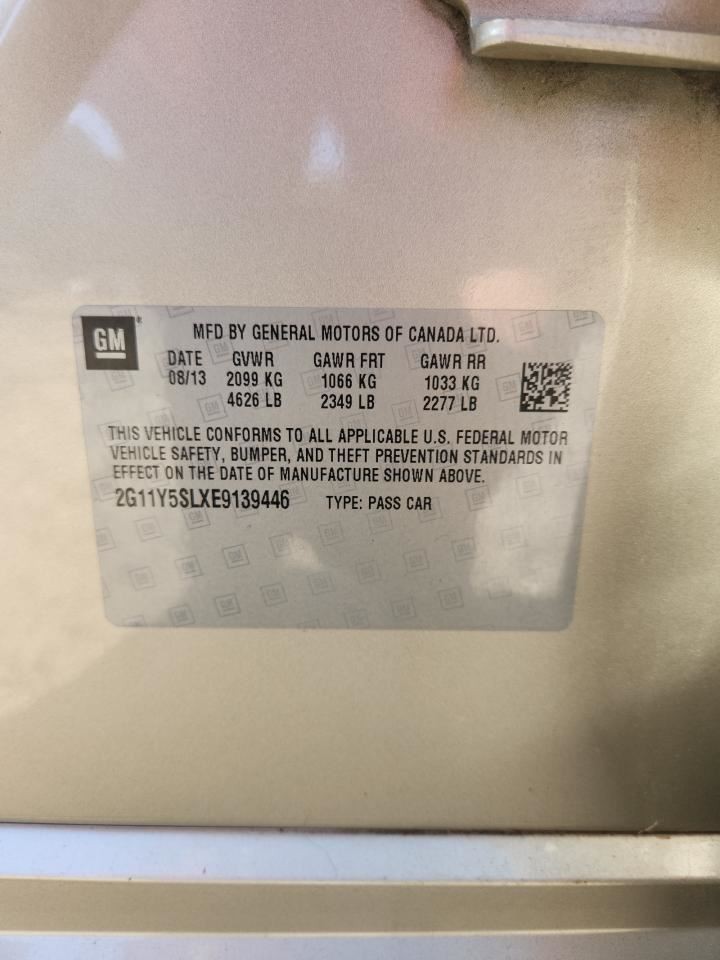 GM
MFD BY GENERAL MOTORS OF CANADA LTD.
DATE GVWR GAWR FRT GAWR RR
08/13 2099 KG 1066 KG 1033 KG
4626 LB 2349 LB 2277 LB
THIS VEHICLE CONFORMS TO ALL APPLICABLE U.S. FEDERAL MOTOR
VEHICLE SAFETY, BUMPER, AND THEFT PREVENTION STANDARDS IN
EFFECT ON THE DATE OF MANUFACTURE SHOWN ABOVE.
2G11Y5SLXE9139446 TYPE: PASS CAR